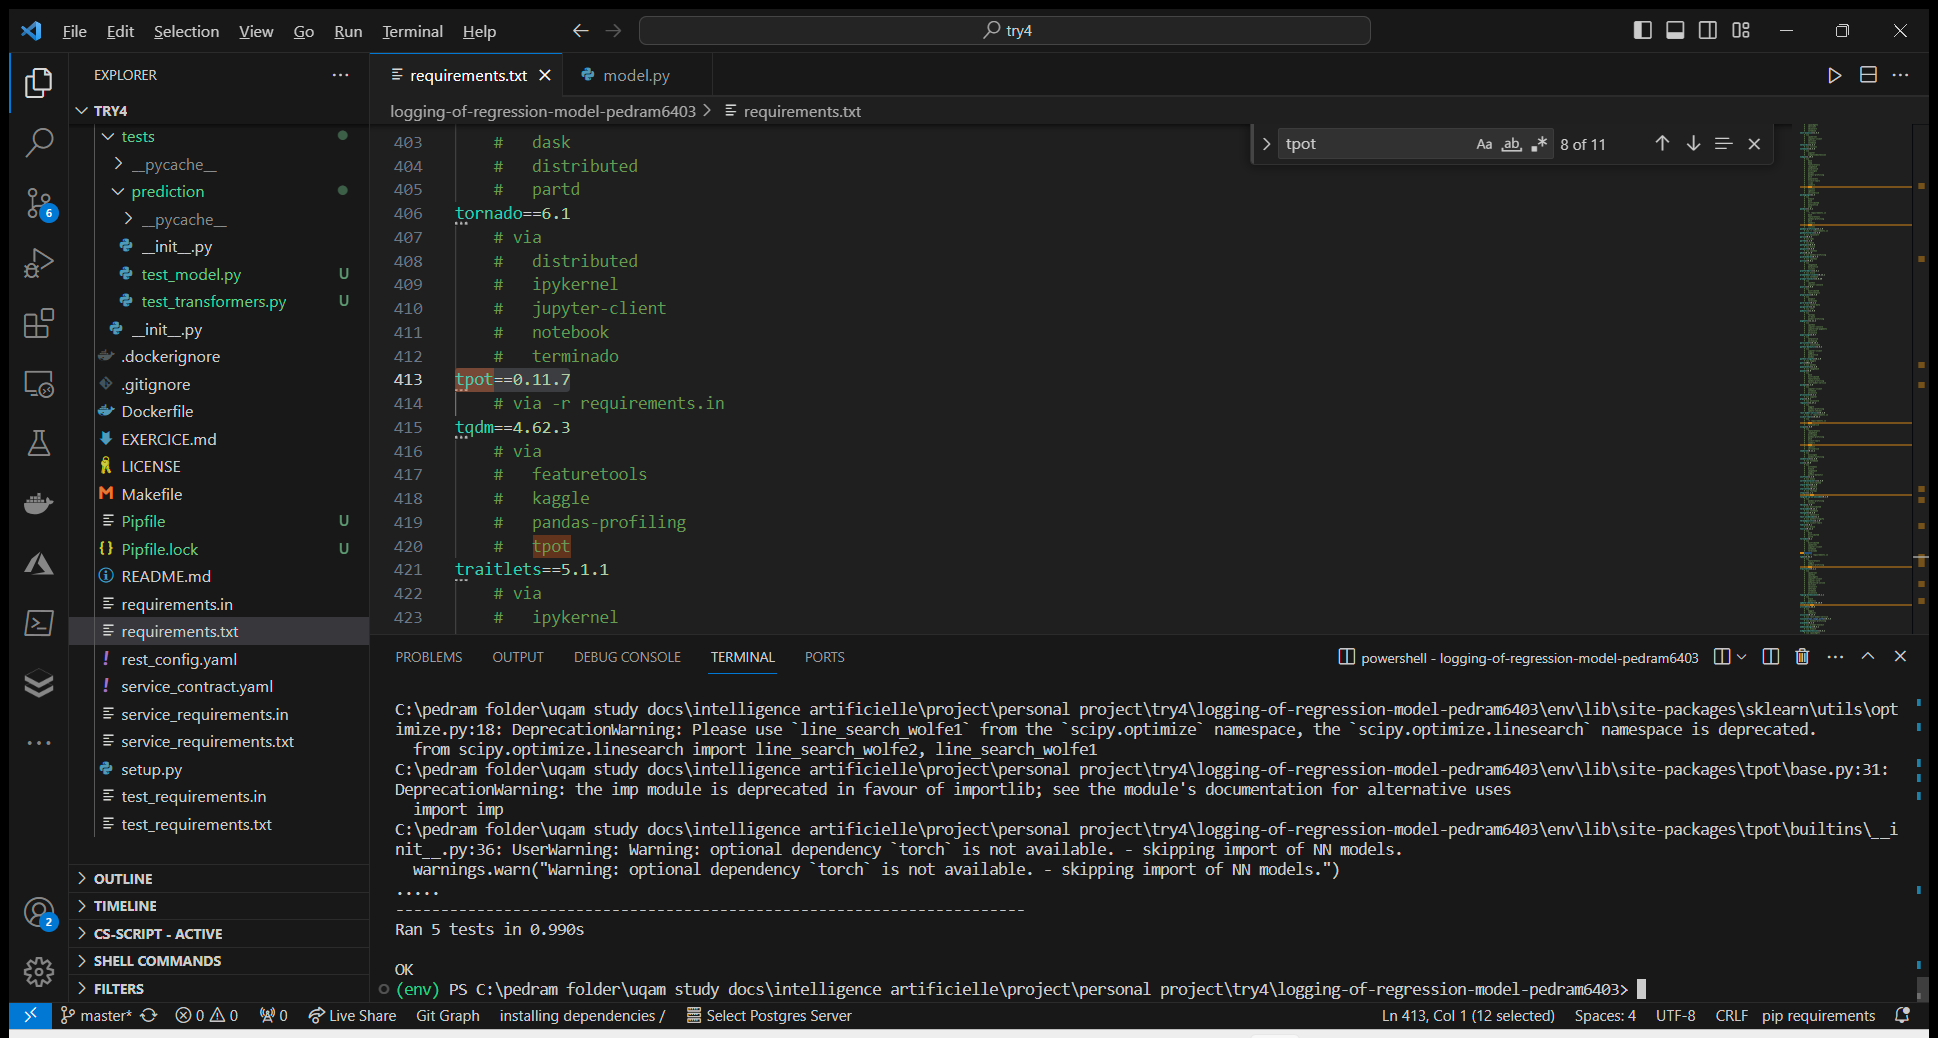 File Edit Selection View Go Run Terminal Help
try4
EXPLORER
requirements.txt
model.py
TRY4
logging-of-regression-model-pedram6403 > requirements.txt
tests
__pycache__
prediction
__pycache__
__init__.py
test_model.py U
test_transformers.py U
__init__.py
.dockerignore
.gitignore
Dockerfile
EXERCICE.md
LICENSE
Makefile
Pipfile U
Pipfile.lock U
README.md
requirements.in
requirements.txt
rest_config.yaml
service_contract.yaml
service_requirements.in
service_requirements.txt
setup.py
test_requirements.in
test_requirements.txt
OUTLINE
TIMELINE
CS-SCRIPT - ACTIVE
SHELL COMMANDS
FILTERS
6
2
tpot Aa ab 8 of 11
403 # dask
404 # distributed
405 # partd
406 tornado==6.1
407 # via
408 # distributed
409 # ipykernel
410 # jupyter-client
411 # notebook
412 # terminado
413 tpot==0.11.7
414 # via -r requirements.in
415 tqdm==4.62.3
416 # via
417 # featuretools
418 # kaggle
419 # pandas-profiling
420 # tpot
421 traitlets==5.1.1
422 # via
423 # ipykernel
PROBLEMS OUTPUT DEBUG CONSOLE TERMINAL PORTS
powershell - logging-of-regression-model-pedram6403
C:\pedram folder\uqam study docs\intelligence artificielle\project\personal project\try4\logging-of-regression-model-pedram6403\env\lib\site-packages\sklearn\utils\opt
imize.py:18: DeprecationWarning: Please use `line_search_wolfe1` from the `scipy.optimize` namespace, the `scipy.optimize.linesearch` namespace is deprecated.
from scipy.optimize.linesearch import line_search_wolfe2, line_search_wolfe1
C:\pedram folder\uqam study docs\intelligence artificielle\project\personal project\try4\logging-of-regression-model-pedram6403\env\lib\site-packages\tpot\base.py:31:
DeprecationWarning: the imp module is deprecated in favour of importlib; see the module's documentation for alternative uses
import imp
C:\pedram folder\uqam study docs\intelligence artificielle\project\personal project\try4\logging-of-regression-model-pedram6403\env\lib\site-packages\tpot\builtins\__i
nit__.py:36: UserWarning: Warning: optional dependency `torch` is not available. - skipping import of NN models.
warnings.warn("Warning: optional dependency `torch` is not available. - skipping import of NN models.")
.....
----------------------------------------------------------------------
Ran 5 tests in 0.990s
OK
(env) PS C:\pedram folder\uqam study docs\intelligence artificielle\project\personal project\try4\logging-of-regression-model-pedram6403>
master* 0 0 0 Live Share Git Graph installing dependencies / Select Postgres Server Ln 413, Col 1 (12 selected) Spaces: 4 UTF-8 CRLF pip requirements